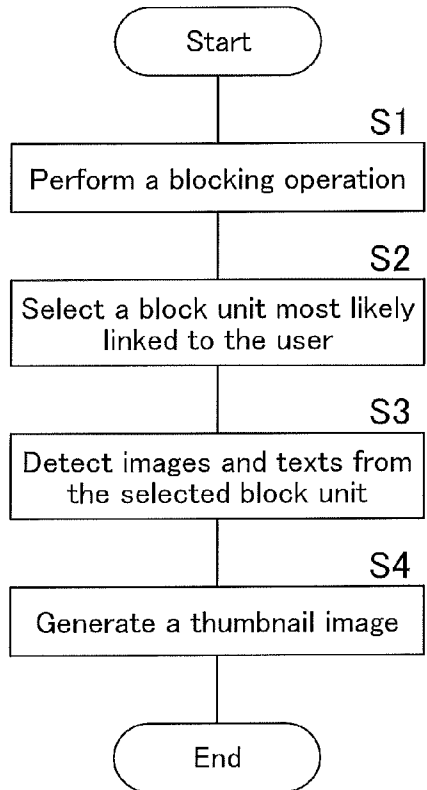 Start
S1
Perform a blocking operation
S2
Select a block unit most likely
linked to the user
S3
Detect images and texts from
the selected block unit
S4
Generate a thumbnail image
End